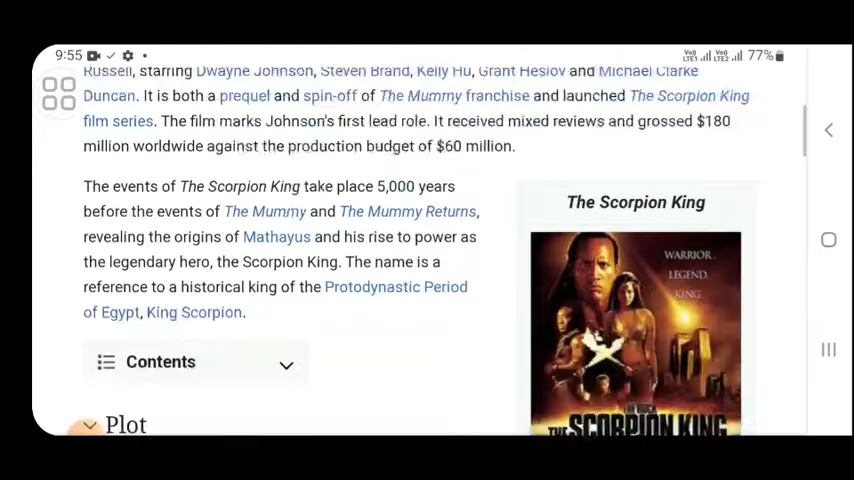 9:55
Vo) LTE1 Vo) LTE2 77%
Russell, starring Dwayne Johnson, Steven Brand, Kelly Hu, Grant Heslov and Michael Clarke
Duncan. It is both a prequel and spin-off of The Mummy franchise and launched The Scorpion King
film series. The film marks Johnson's first lead role. It received mixed reviews and grossed $180
million worldwide against the production budget of $60 million.
The events of The Scorpion King take place 5,000 years
before the events of The Mummy and The Mummy Returns,
revealing the origins of Mathayus and his rise to power as
the legendary hero, the Scorpion King. The name is a
reference to a historical king of the Protodynastic Period
of Egypt, King Scorpion.
Contents
Plot
The Scorpion King
WARRIOR.
LEGEND.
KING.
THE ROCK
THE SCORPION KING